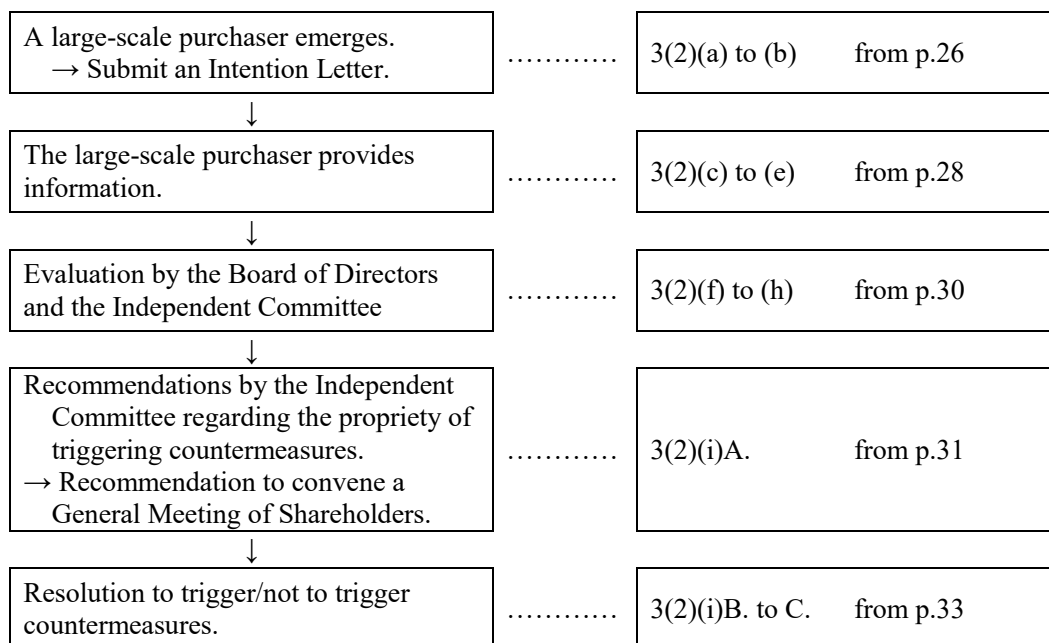 A large-scale purchaser emerges.
→ Submit an Intention Letter.
………… 3(2)(a) to (b) from p.26
↓
The large-scale purchaser provides
information.
………… 3(2)(c) to (e) from p.28
↓
Evaluation by the Board of Directors
and the Independent Committee
………… 3(2)(f) to (h) from p.30
↓
Recommendations by the Independent
Committee regarding the propriety of
triggering countermeasures.
→ Recommendation to convene a
General Meeting of Shareholders.
………… 3(2)(i)A. from p.31
↓
Resolution to trigger/not to trigger
countermeasures.
………… 3(2)(i)B. to C. from p.33